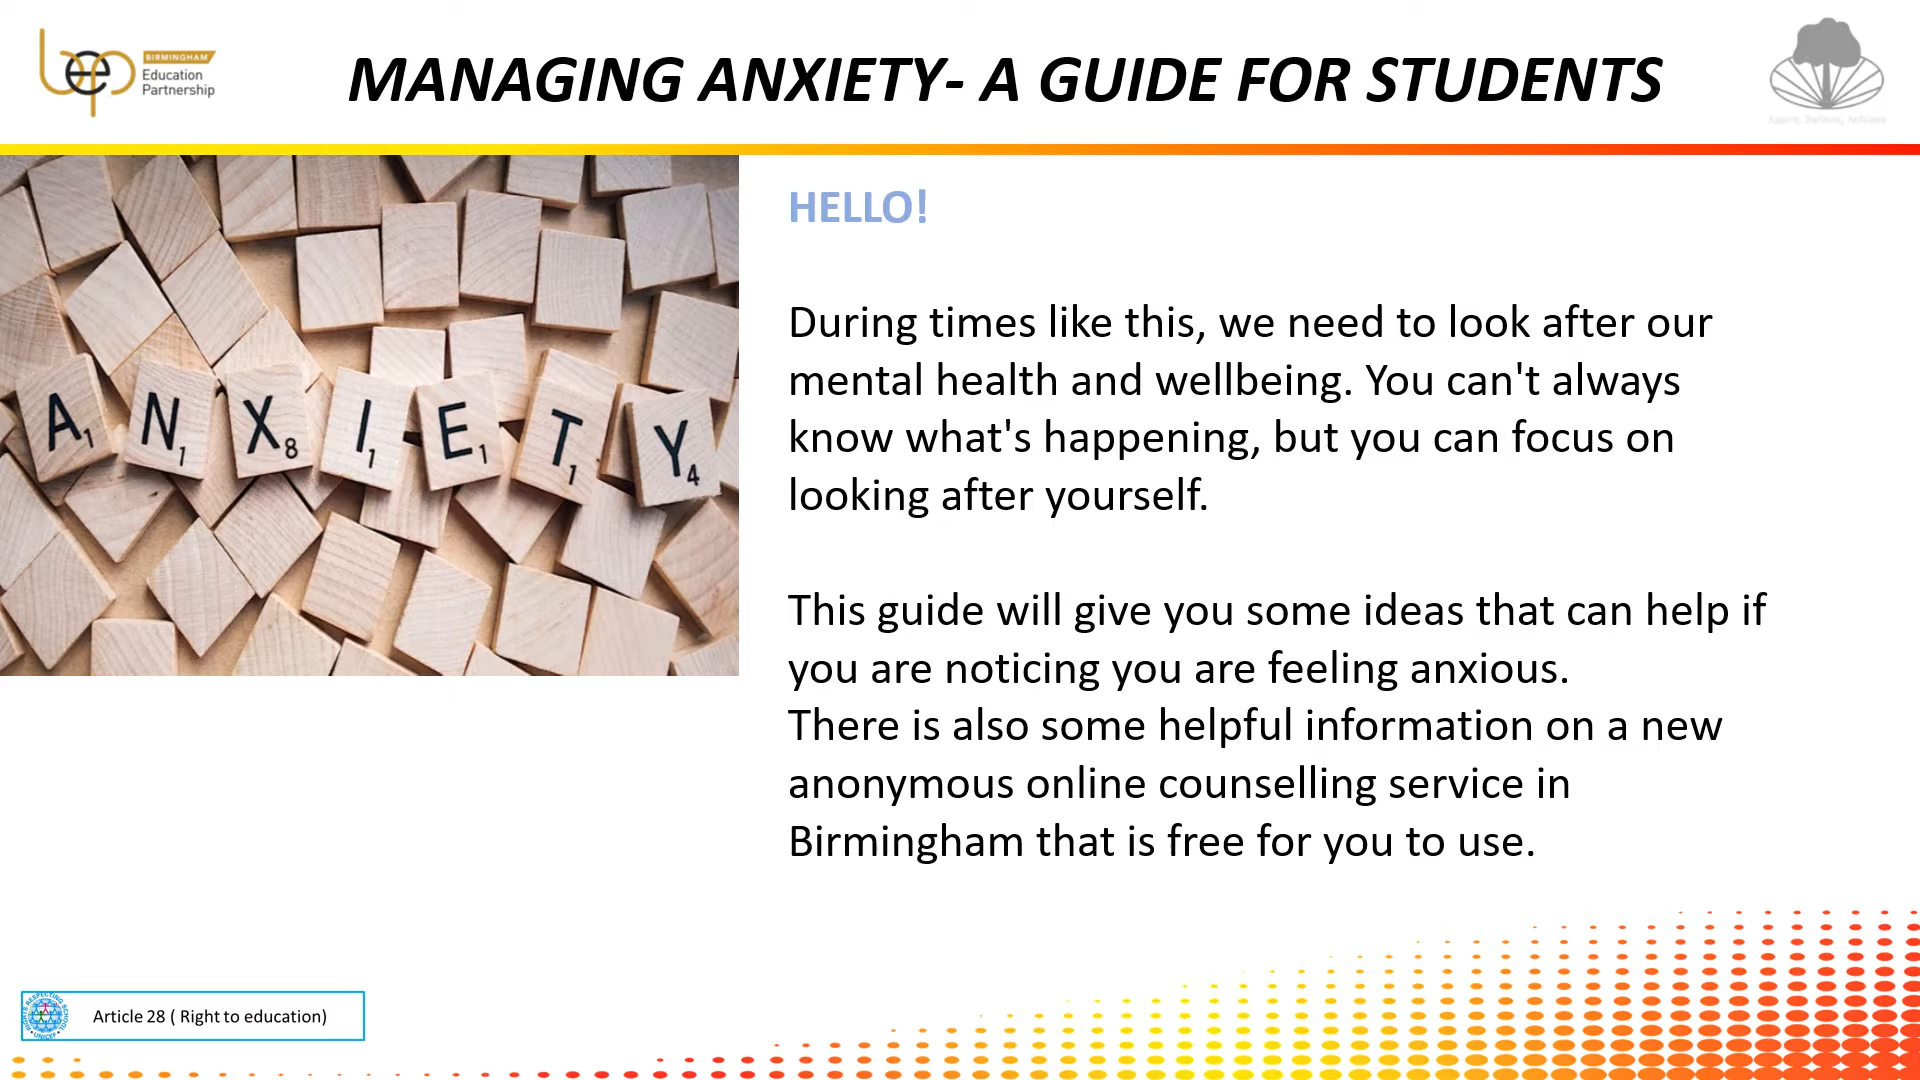 BIRMINGHAM
Education
Partnership
MANAGING ANXIETY- A GUIDE FOR STUDENTS
Aspire, Believe, Achieve
A1 N1 X8 I1 E1 T1 Y4
HELLO!
During times like this, we need to look after our
mental health and wellbeing. You can't always
know what's happening, but you can focus on
looking after yourself.
This guide will give you some ideas that can help if
you are noticing you are feeling anxious.
There is also some helpful information on a new
anonymous online counselling service in
Birmingham that is free for you to use.
Article 28 ( Right to education)